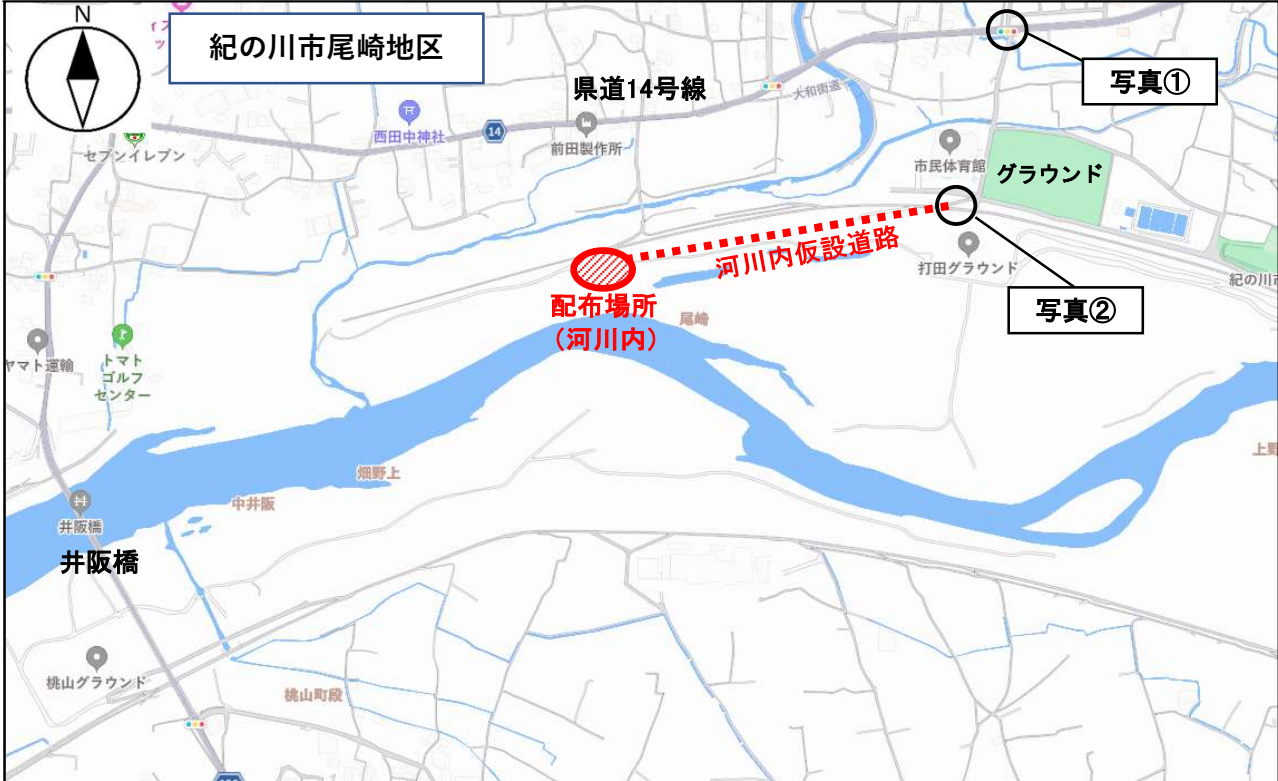 N
紀の川市尾崎地区
県道14号線
写真①
大和街道
14
西田中神社
前田製作所
セブンイレブン
市民体育館
グラウンド
河川内仮設道路
打田グラウンド
配布場所
（河川内）
尾崎
写真②
ヤマト運輸
トマト
ゴルフ
センター
畑野上
中井阪
井阪橋
井阪橋
桃山グラウンド
桃山町段
紀の川市